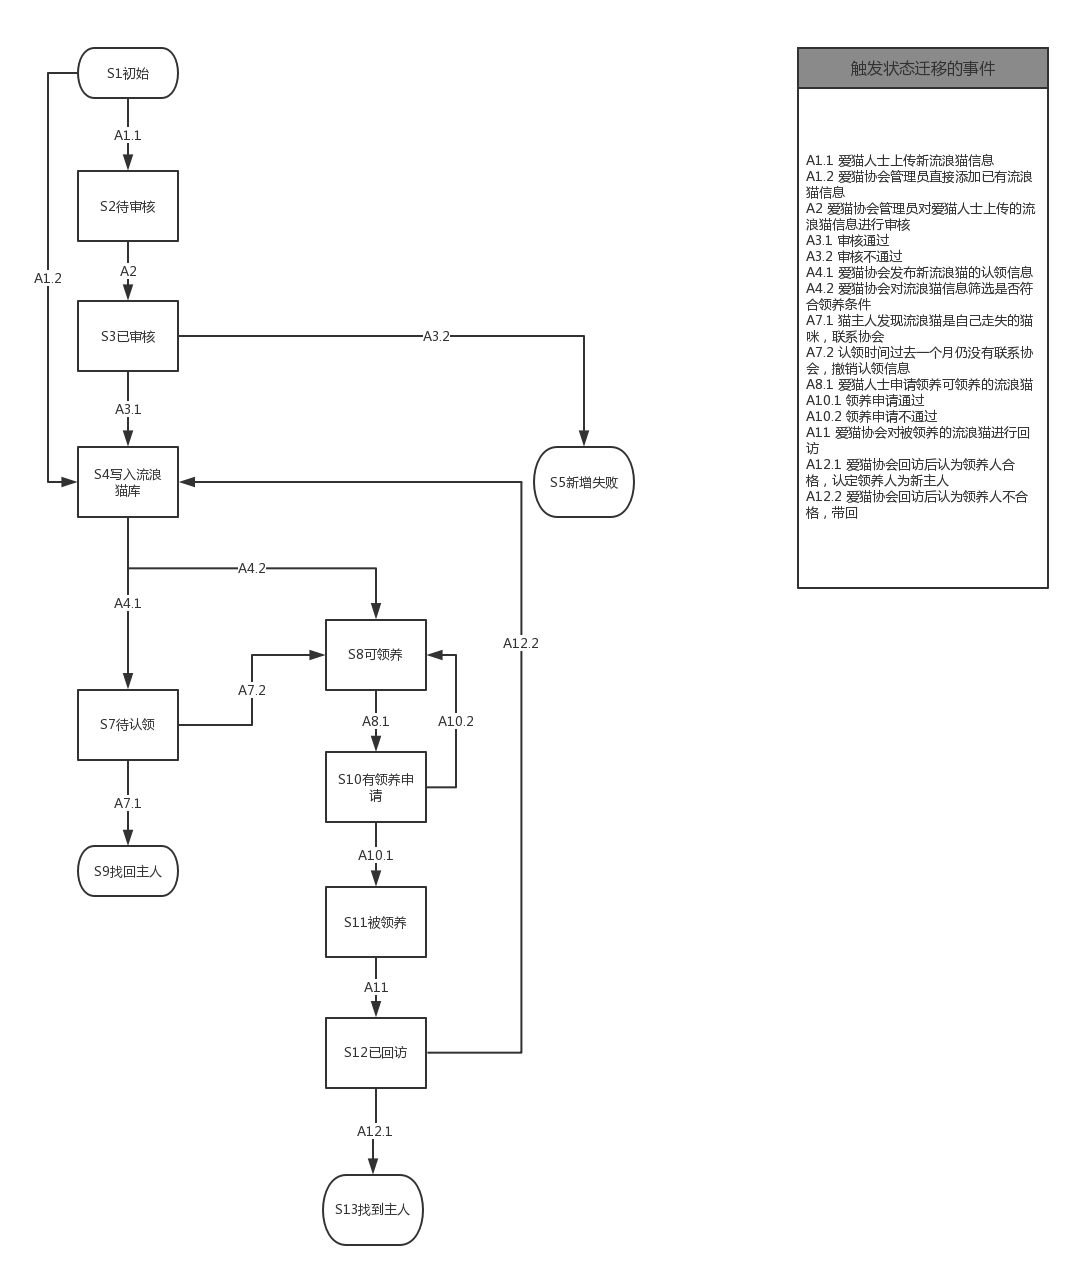 S1初始
A1.1
S2待审核
A2
A1.2
S3已审核
A3.2
A3.1
S4写入流浪
猫库
S5新增失败
A4.2
A4.1
A12.2
S8可领养
A7.2
S7待认领
A8.1
A10.2
S10有领养申
请
A7.1
A10.1
S9找回主人
S11被领养
A11
S12已回访
A12.1
S13找到主人
触发状态迁移的事件
A1.1 爱猫人士上传新流浪猫信息
A1.2 爱猫协会管理员直接添加已有流浪
猫信息
A2 爱猫协会管理员对爱猫人士上传的流
浪猫信息进行审核
A3.1 审核通过
A3.2 审核不通过
A4.1 爱猫协会发布新流浪猫的认领信息
A4.2 爱猫协会对流浪猫信息筛选是否符
合领养条件
A7.1 猫主人发现流浪猫是自己走失的猫
咪，联系协会
A7.2 认领时间过去一个月仍没有联系协
会，撤销认领信息
A8.1 爱猫人士申请领养可领养的流浪猫
A10.1 领养申请通过
A10.2 领养申请不通过
A11 爱猫协会对被领养的流浪猫进行回
访
A12.1 爱猫协会回访后认为领养人合
格，认定领养人为新主人
A12.2 爱猫协会回访后认为领养人不合
格，带回